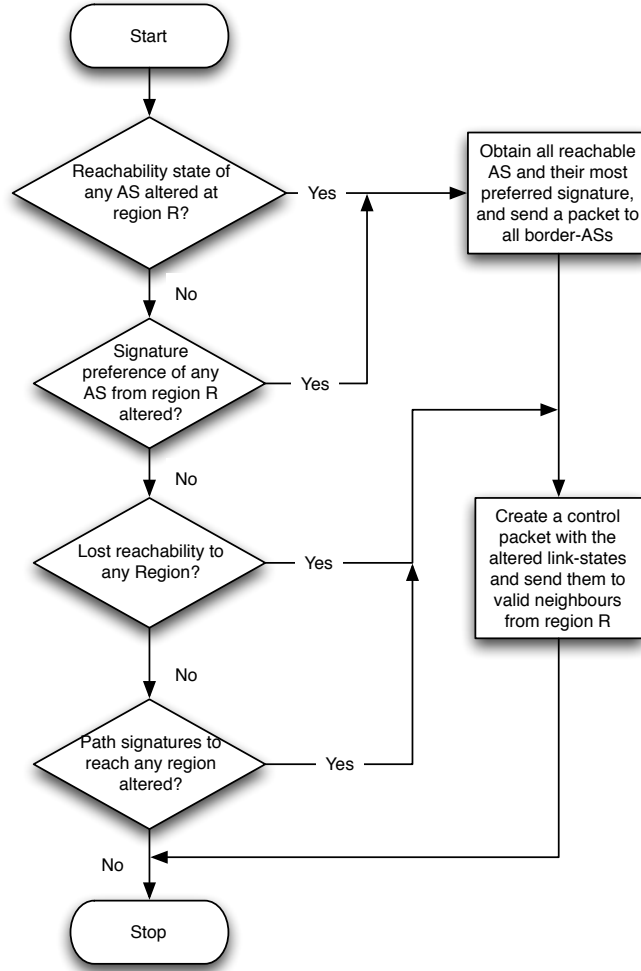 Start
Reachability state of
any AS altered at
region R?
Yes
Obtain all reachable
AS and their most
preferred signature,
and send a packet to
all border-ASs
No
Signature
preference of any
AS from region R
altered?
Yes
No
Lost reachability to
any Region?
Yes
Create a control
packet with the
altered link-states
and send them to
valid neighbours
from region R
No
Path signatures to
reach any region
altered?
Yes
No
Stop